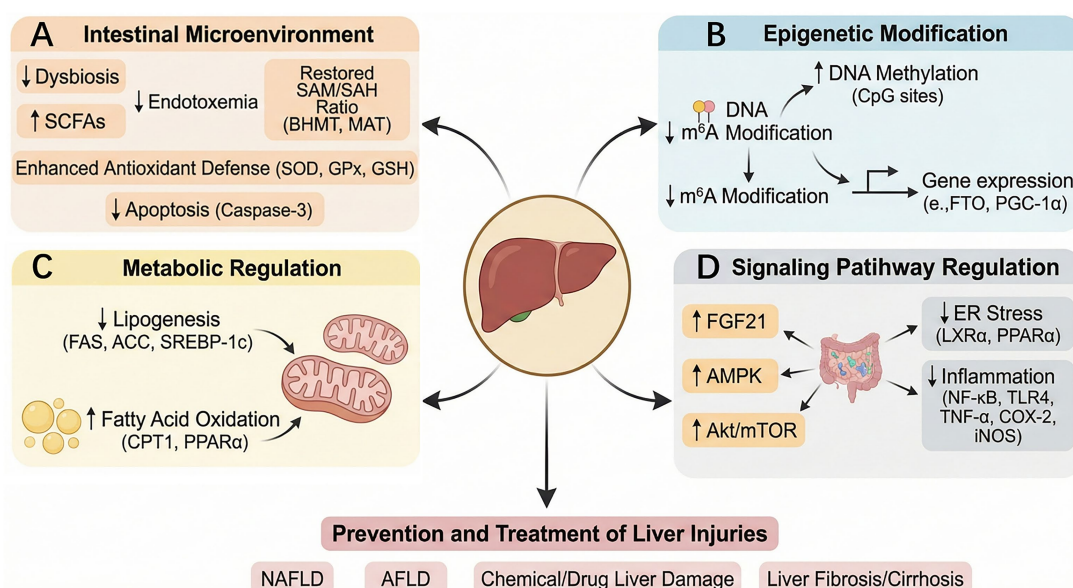 A Intestinal Microenvironment
↓ Dysbiosis
↑ SCFAs
↓ Endotoxemia
Restored
SAM/SAH
Ratio
(BHMT, MAT)
Enhanced Antioxidant Defense (SOD, GPx, GSH)
↓ Apoptosis (Caspase-3)
B Epigenetic Modification
↑ DNA Methylation
(CpG sites)
DNA
↓ m⁶A Modification
↓ m⁶A Modification
Gene expression
(e.,FTO, PGC-1α)
C Metabolic Regulation
↓ Lipogenesis
(FAS, ACC, SREBP-1c)
↑ Fatty Acid Oxidation
(CPT1, PPARα)
D Signaling Patihway Regulation
↑ FGF21
↑ AMPK
↑ Akt/mTOR
↓ ER Stress
(LXRα, PPARα)
↓ Inflammation
(NF-κB, TLR4,
TNF-α, COX-2,
iNOS)
Prevention and Treatment of Liver Injuries
NAFLD
AFLD
Chemical/Drug Liver Damage
Liver Fibrosis/Cirrhosis